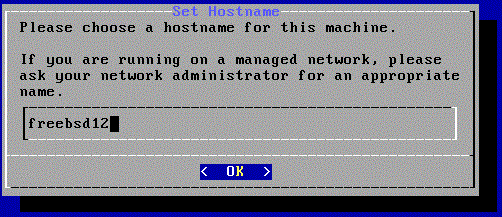 Set Hostname
Please choose a hostname for this machine.
If you are running on a managed network, please
ask your network administrator for an appropriate
name.
freebsd12
< OK >